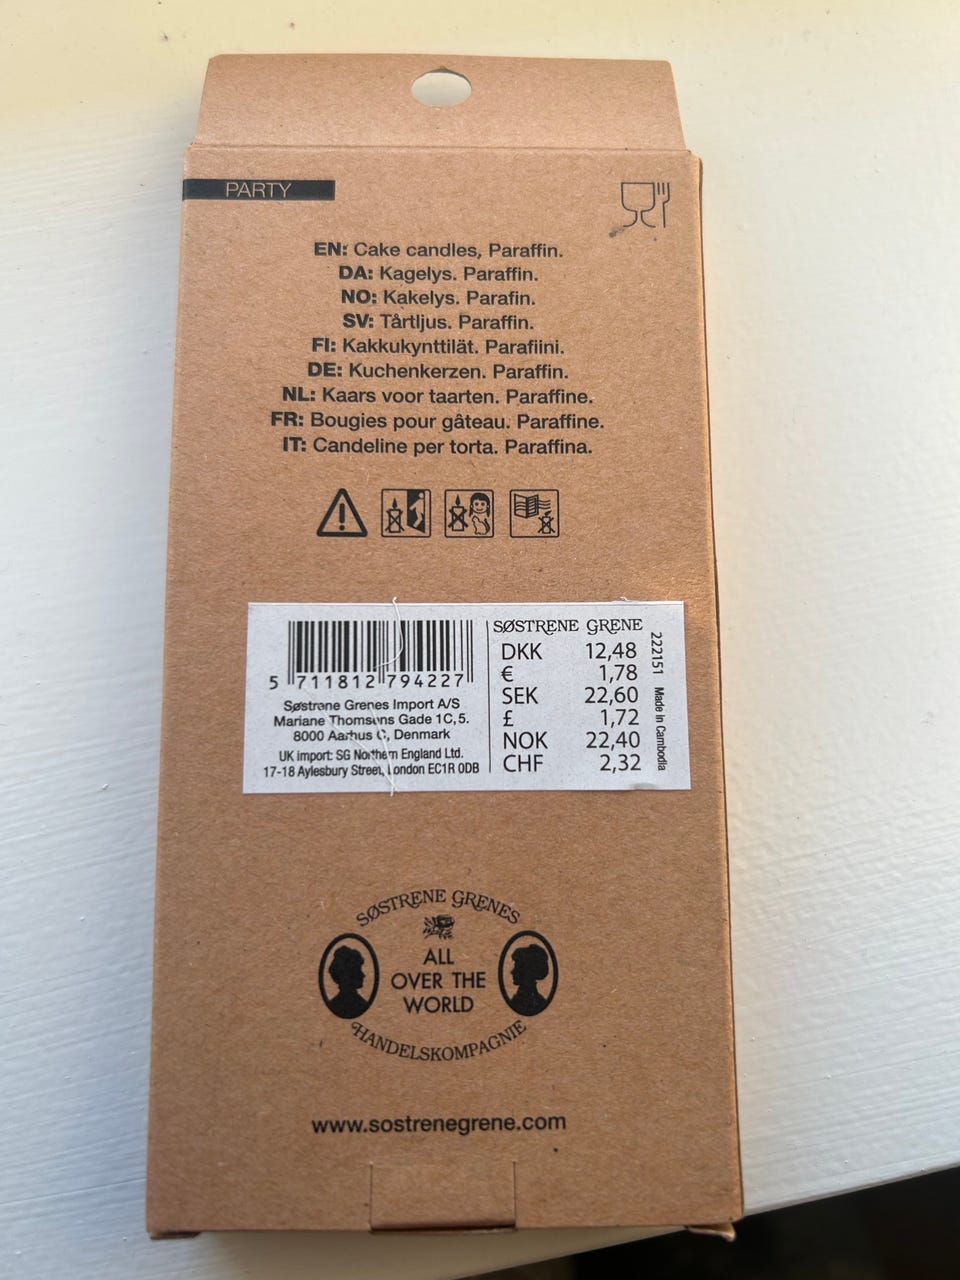 PARTY
EN: Cake candles, Paraffin.
DA: Kagelys. Paraffin.
NO: Kakelys. Parafin.
SV: Tårtljus. Paraffin.
FI: Kakkukynttilät. Parafiini.
DE: Kuchenkerzen. Paraffin.
NL: Kaars voor taarten. Paraffine.
FR: Bougies pour gâteau. Paraffine.
IT: Candeline per torta. Paraffina.
5 711812 794227
Søstrene Grenes Import A/S
Mariane Thomsens Gade 1C, 5.
8000 Aarhus C, Denmark
UK import: SG Northern England Ltd.
17-18 Aylesbury Street, London EC1R 0DB
SØSTRENE GRENE
DKK 12,48
€ 1,78
SEK 22,60
£ 1,72
NOK 22,40
CHF 2,32
222151 Made in Cambodia
SØSTRENE GRENES
ALL
OVER THE
WORLD
HANDELSKOMPAGNIE
www.sostrenegrene.com